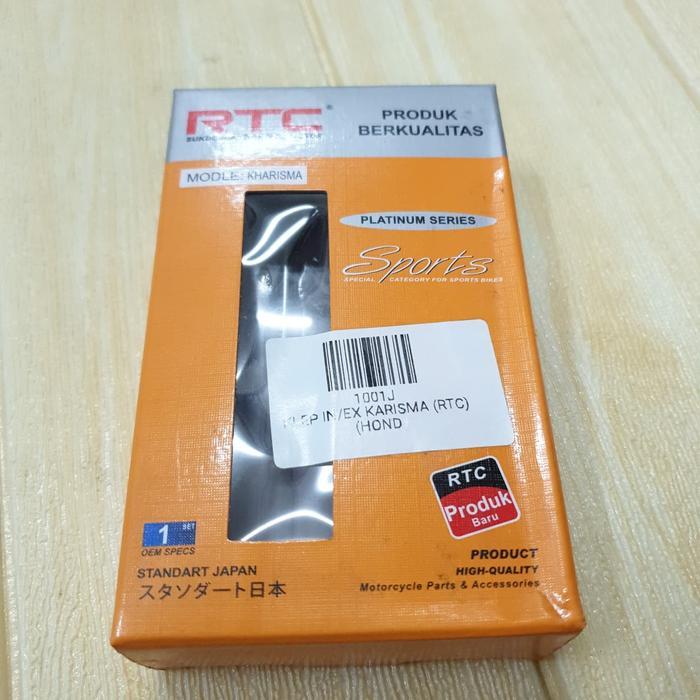 RTC
PRODUK
BERKUALITAS
MODLE: KHARISMA
PLATINUM SERIES
Sports
SPECIAL CATEGORY FOR SPORTS BIKES
1001J
KLEP IN/EX KARISMA (RTC)
(HOND
RTC
Produk
Baru
1 SET
OEM SPECS
STANDART JAPAN
スタソダート日本
PRODUCT
HIGH-QUALITY
Motorcycle Parts & Accessories